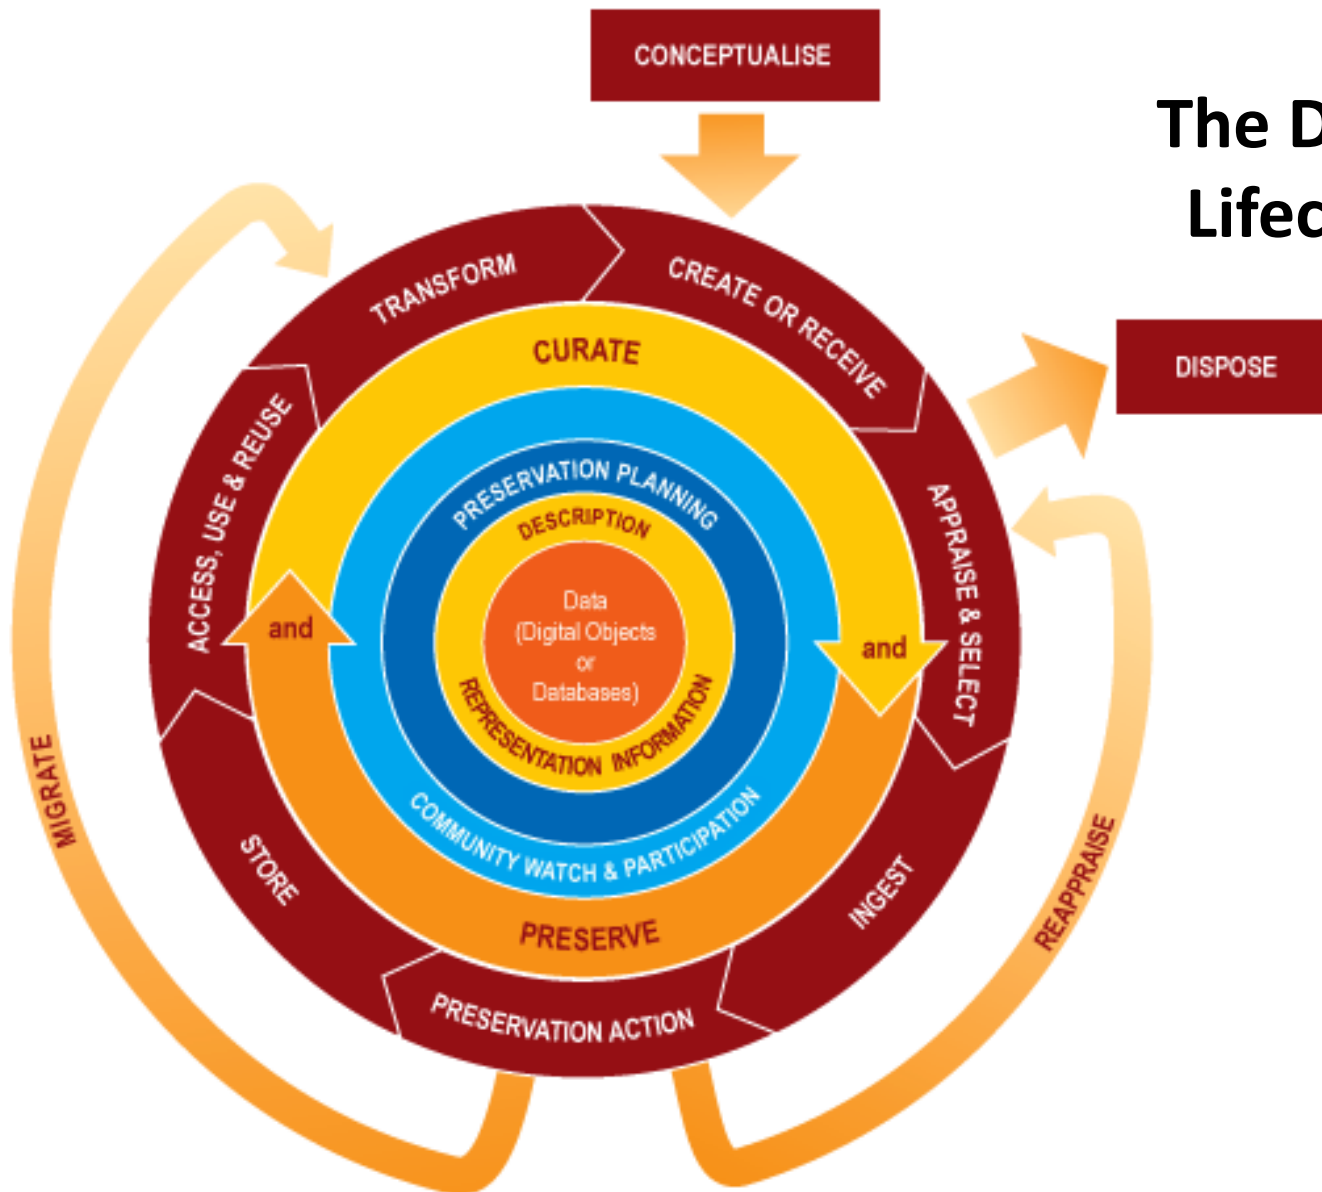 CONCEPTUALISE
The D
Lifec
TRANSFORM
CREATE OR RECEIVE
CURATE
DISPOSE
ACCESS, USE & REUSE
PRESERVATION PLANNING
DESCRIPTION
APPRAISE & SELECT
Data
(Digital Objects
or
Databases)
and
and
REPRESENTATION INFORMATION
MIGRATE
COMMUNITY WATCH & PARTICIPATION
STORE
INGEST
REAPPRAISE
PRESERVE
PRESERVATION ACTION